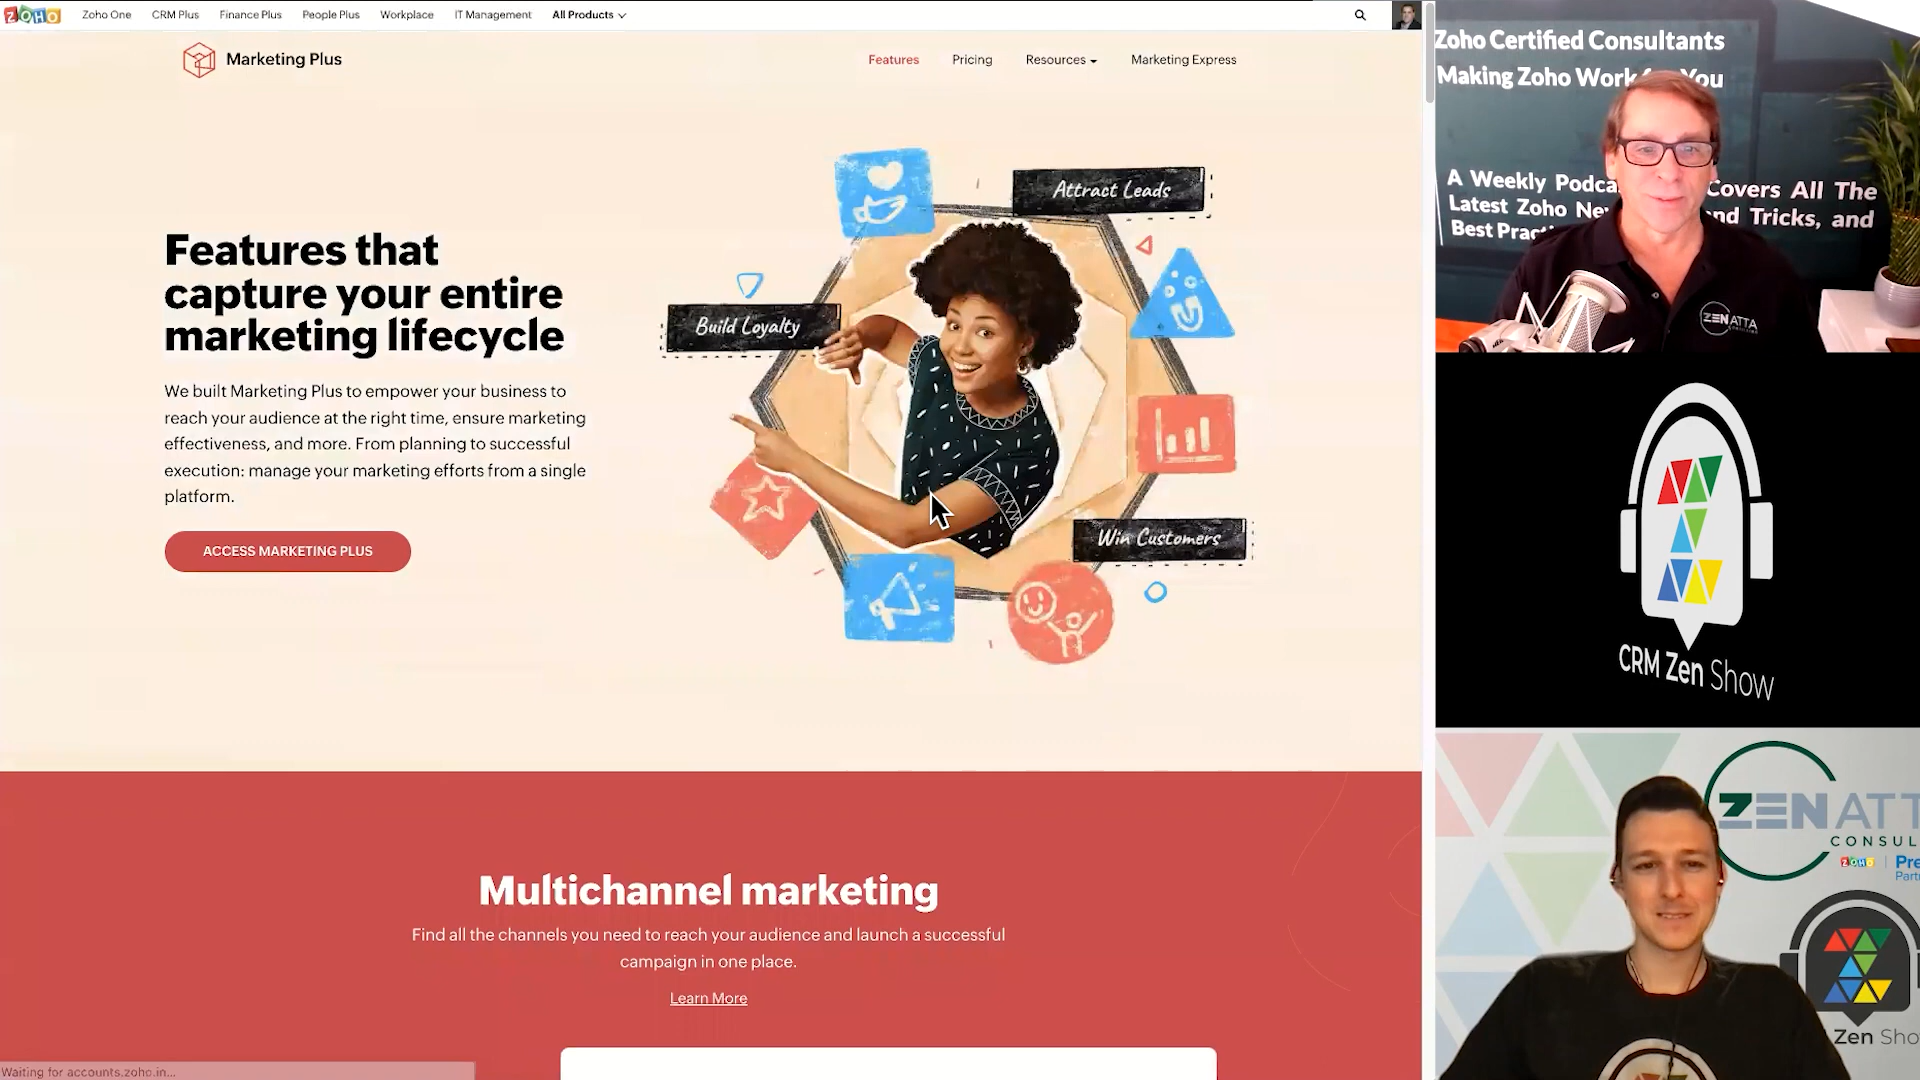 ZOHO
Zoho One
CRM Plus
Finance Plus
People Plus
Workplace
IT Management
All Products
Marketing Plus
Features
Pricing
Resources
Marketing Express
Features that
capture your entire
marketing lifecycle
We built Marketing Plus to empower your business to
reach your audience at the right time, ensure marketing
effectiveness, and more. From planning to successful
execution: manage your marketing efforts from a single
platform.
ACCESS MARKETING PLUS
Attract Leads
Build Loyalty
Win Customers
Multichannel marketing
Find all the channels you need to reach your audience and launch a successful
campaign in one place.
Learn More
Waiting for accounts.zoho.in...
Zoho Certified Consultants
Making Zoho Work You
A Weekly Covers All The
Latest Zoho nd Tricks, and
Best
ZENATTA
CRM Zen Show
ZENATT
CONSUL
ZOHO
Pre
Part
Zen Sho